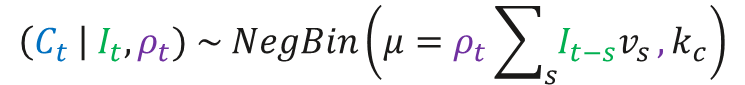 (C_t | I_t, ρ_t) ~ NegBin(μ = ρ_t ∑_s I_{t−s} v_s, k_c)